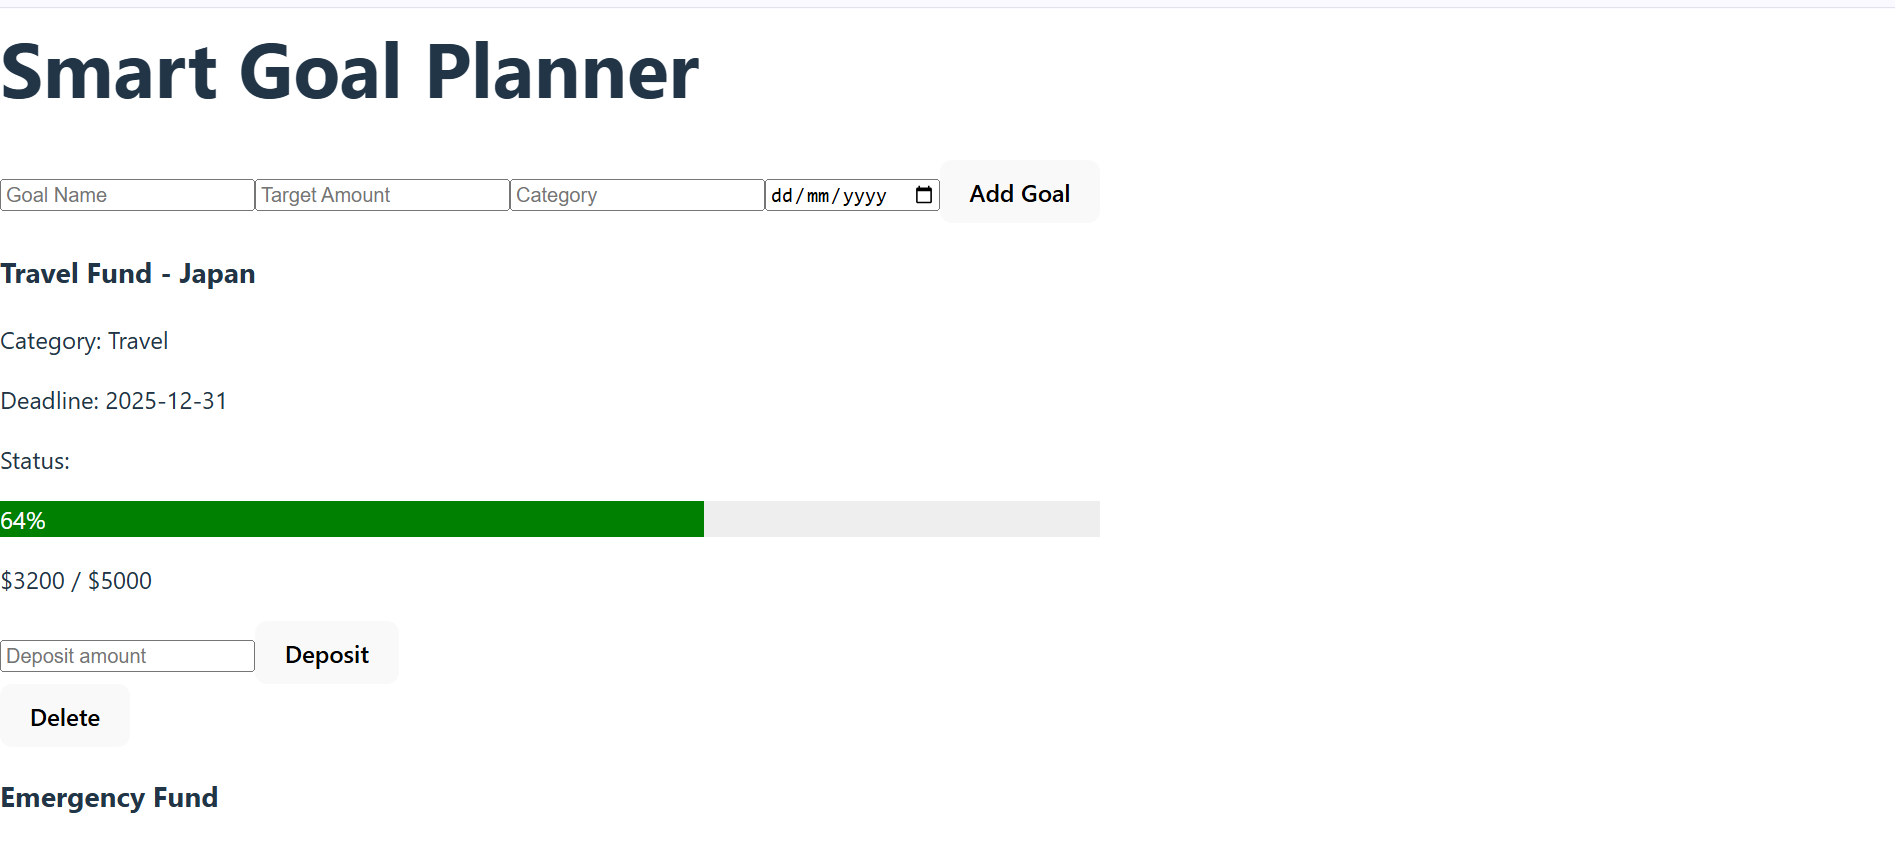 Smart Goal Planner
Goal Name Target Amount Category dd/mm/yyyy Add Goal
Travel Fund - Japan
Category: Travel
Deadline: 2025-12-31
Status:
64%
$3200 / $5000
Deposit amount Deposit
Delete
Emergency Fund